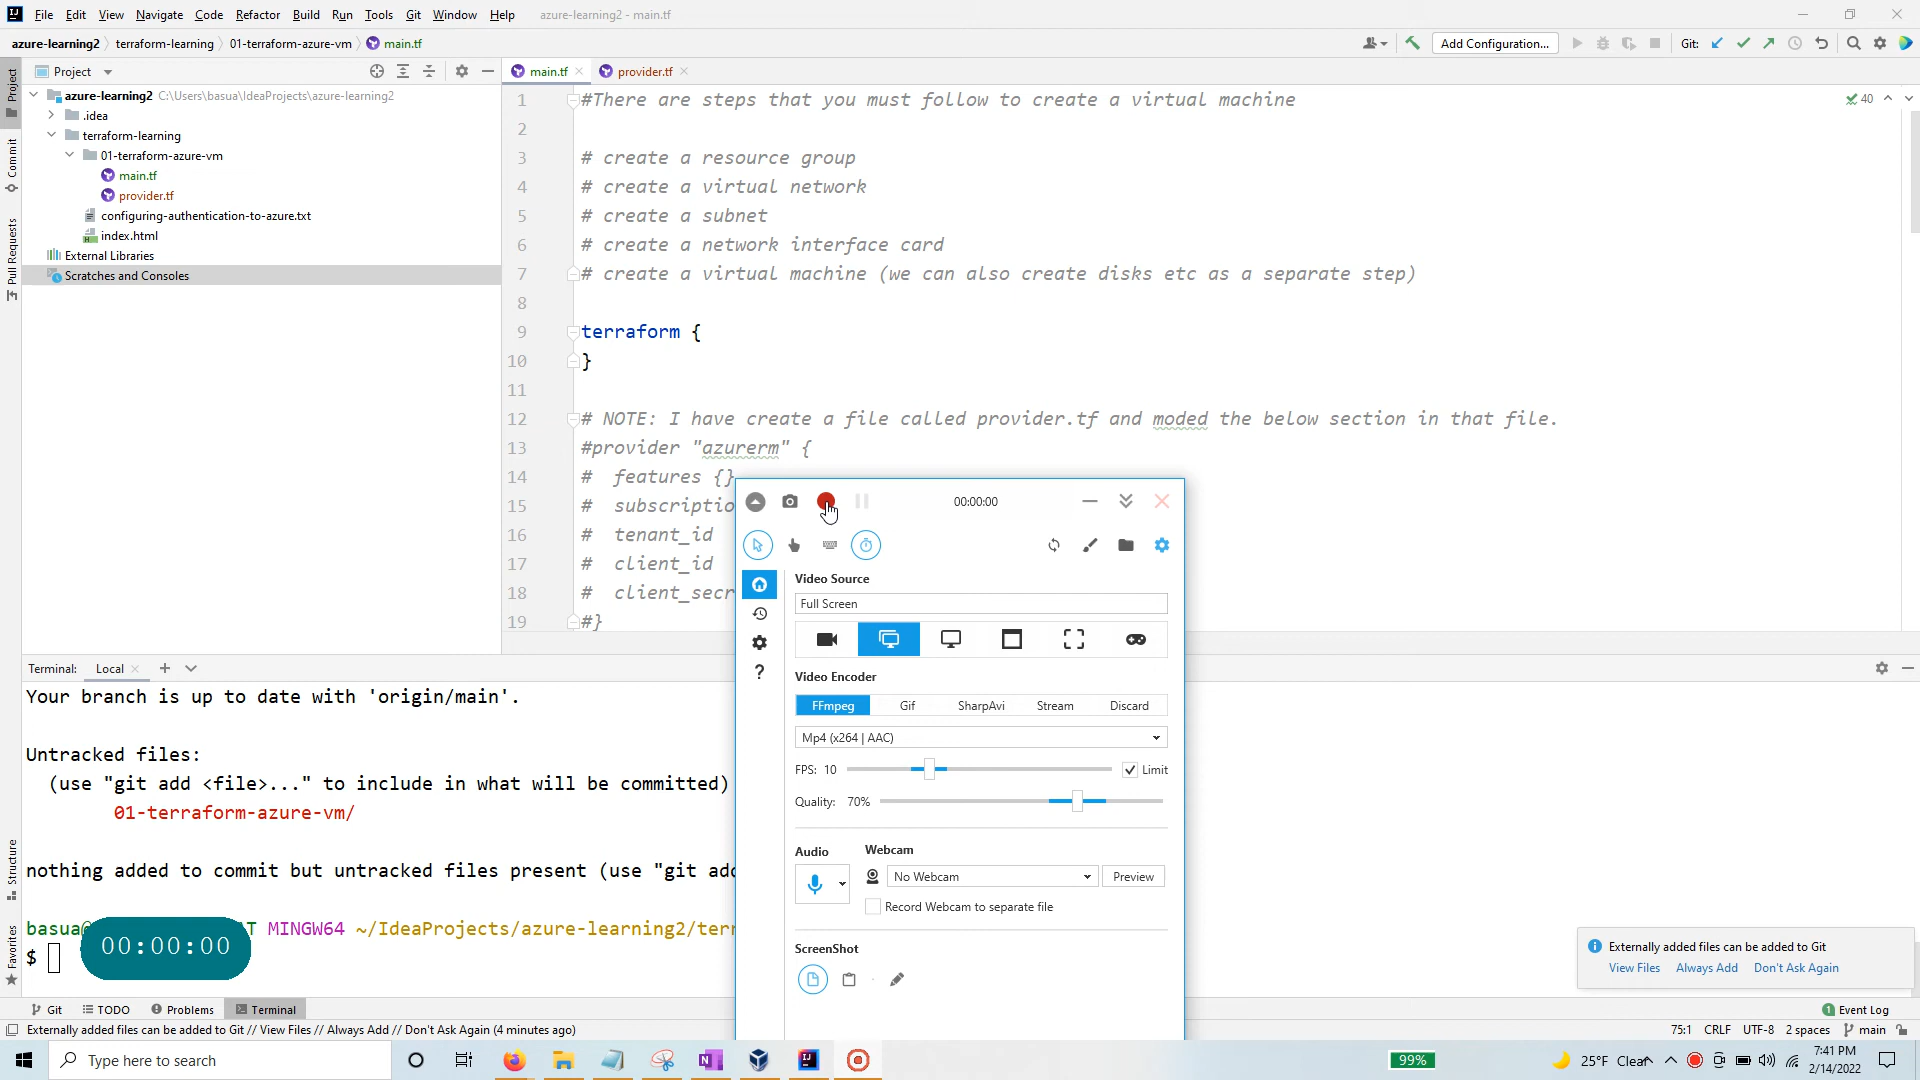 File Edit View Navigate Code Refactor Build Run Tools Git Window Help azure-learning2 - main.tf
azure-learning2 terraform-learning 01-terraform-azure-vm main.tf Add Configuration... Git:
Project
main.tf provider.tf
azure-learning2 C:\Users\basua\IdeaProjects\azure-learning2
.idea
terraform-learning
01-terraform-azure-vm
main.tf
provider.tf
configuring-authentication-to-azure.txt
index.html
External Libraries
Scratches and Consoles
Project
Commit
Pull Requests
Structure
Favorites
40
1 #There are steps that you must follow to create a virtual machine
2
3 # create a resource group
4 # create a virtual network
5 # create a subnet
6 # create a network interface card
7 # create a virtual machine (we can also create disks etc as a separate step)
8
9 terraform {
10 }
11
12 # NOTE: I have create a file called provider.tf and moded the below section in that file.
13 #provider "azurerm" {
14 # features {}
15 # subscriptio
16 # tenant_id
17 # client_id
18 # client_secr
19 #}
00:00:00
Video Source
Full Screen
Video Encoder
FFmpeg Gif SharpAvi Stream Discard
Mp4 (x264 | AAC)
FPS: 10 Limit
Quality: 70%
Audio Webcam
No Webcam Preview
Record Webcam to separate file
ScreenShot
Terminal: Local
Your branch is up to date with 'origin/main'.
Untracked files:
(use "git add <file>..." to include in what will be committed)
01-terraform-azure-vm/
nothing added to commit but untracked files present (use "git add
basua@ T MINGW64 ~/IdeaProjects/azure-learning2/terr
$
00:00:00
Externally added files can be added to Git
View Files Always Add Don't Ask Again
Git TODO Problems Terminal 1 Event Log
Externally added files can be added to Git // View Files // Always Add // Don't Ask Again (4 minutes ago) 75:1 CRLF UTF-8 2 spaces main
Type here to search 99% 25°F Clear 7:41 PM
2/14/2022